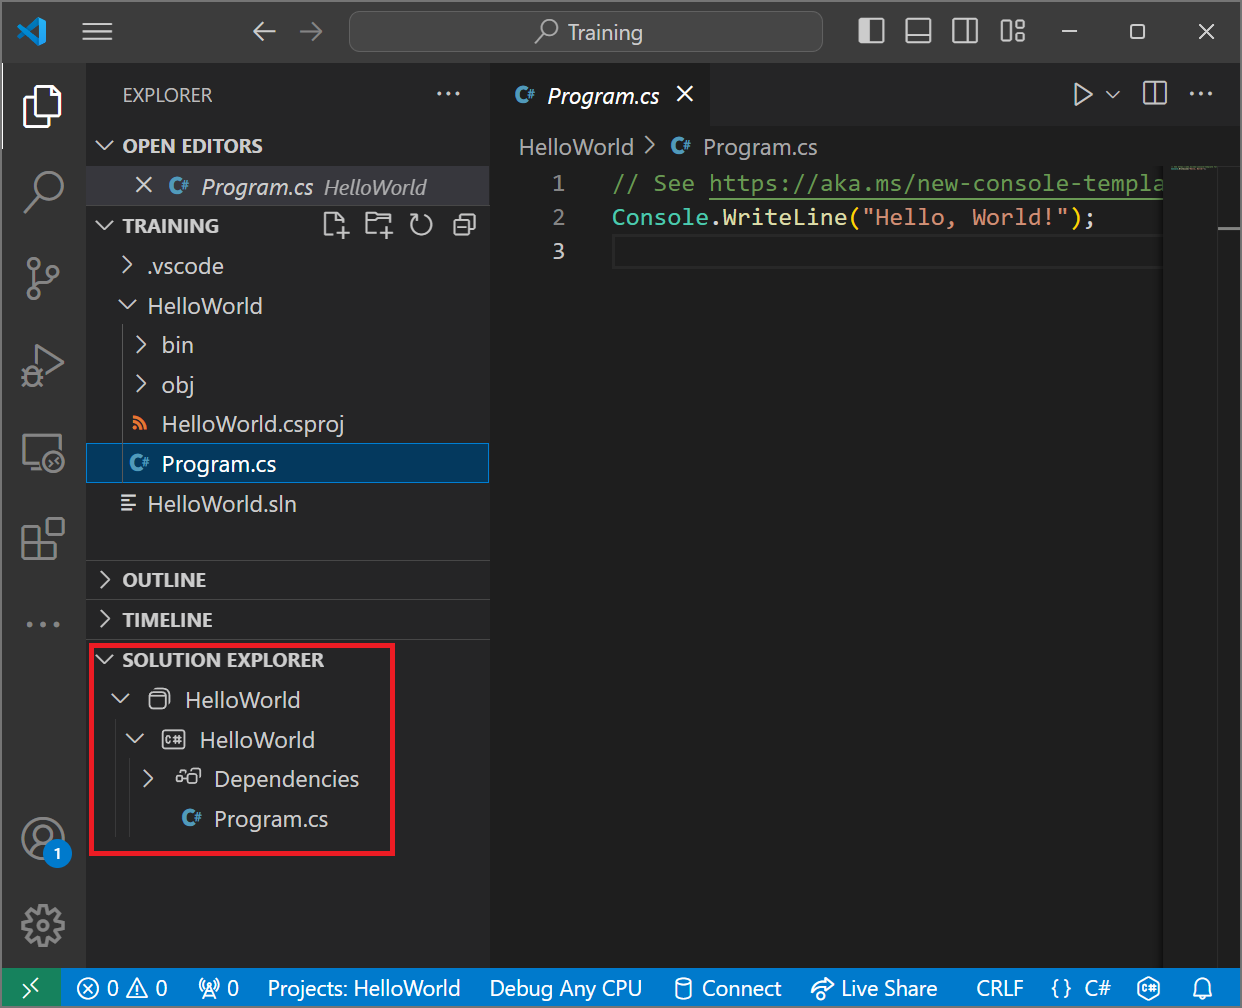 Training
EXPLORER
OPEN EDITORS
Program.cs HelloWorld
TRAINING
.vscode
HelloWorld
bin
obj
HelloWorld.csproj
Program.cs
HelloWorld.sln
OUTLINE
TIMELINE
SOLUTION EXPLORER
HelloWorld
C# HelloWorld
Dependencies
C# Program.cs
1
C# Program.cs
HelloWorld > C# Program.cs
1 // See https://aka.ms/new-console-templa
2 Console.WriteLine("Hello, World!");
3
0 0 0 Projects: HelloWorld Debug Any CPU Connect Live Share CRLF {} C#